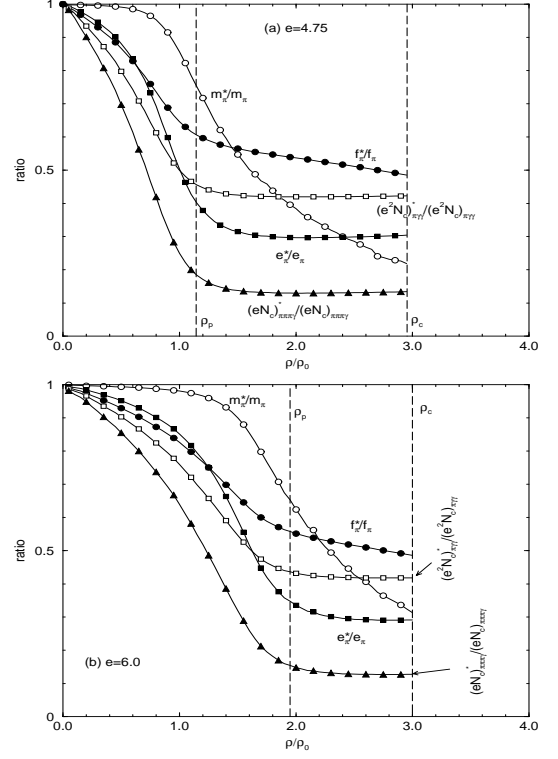 1
(a) e=4.75
m*π/mπ
f*π/fπ
ratio
0.5
(e²Nc)*πγγ/(e²Nc)πγγ
e*π/eπ
(eNc)*πππγ/(eNc)πππγ
ρp
ρc
0
0.0
1.0
2.0
3.0
4.0
ρ/ρ0
1
m*π/mπ
ρp
ρc
f*π/fπ
(e²Nc)*πγγ/(e²Nc)πγγ
ratio
0.5
e*π/eπ
(eNc)*πππγ/(eNc)πππγ
(b) e=6.0
0
0.0
1.0
2.0
3.0
4.0
ρ/ρ0